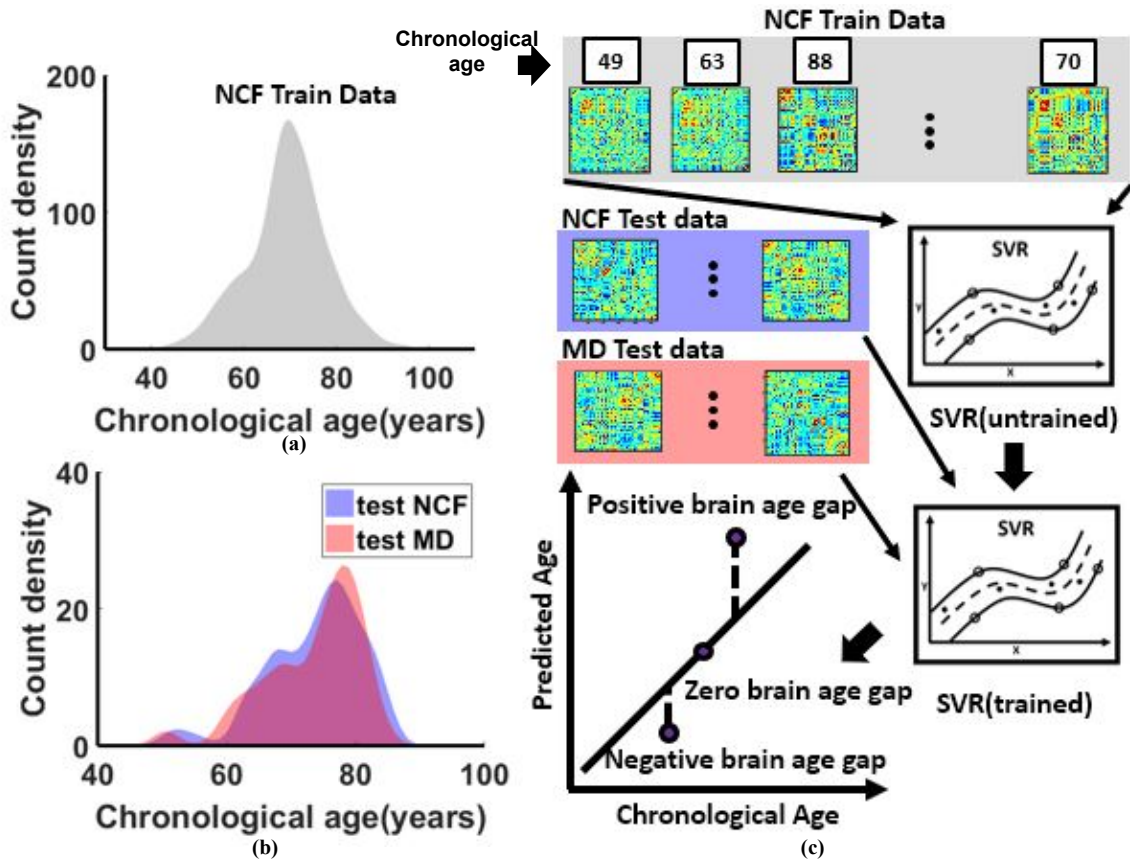 200
100
0
Count density
NCF Train Data
40 60 80 100
Chronological age(years)
(a)
40
20
0
Count density
test NCF
test MD
40 60 80 100
Chronological age(years)
(b)
NCF Train Data
Chronological
age
49 63 88 70
NCF Test data
MD Test data
SVR
Y
X
SVR(untrained)
SVR
Y
X
SVR(trained)
Positive brain age gap
Zero brain age gap
Negative brain age gap
Predicted Age
Chronological Age
(c)